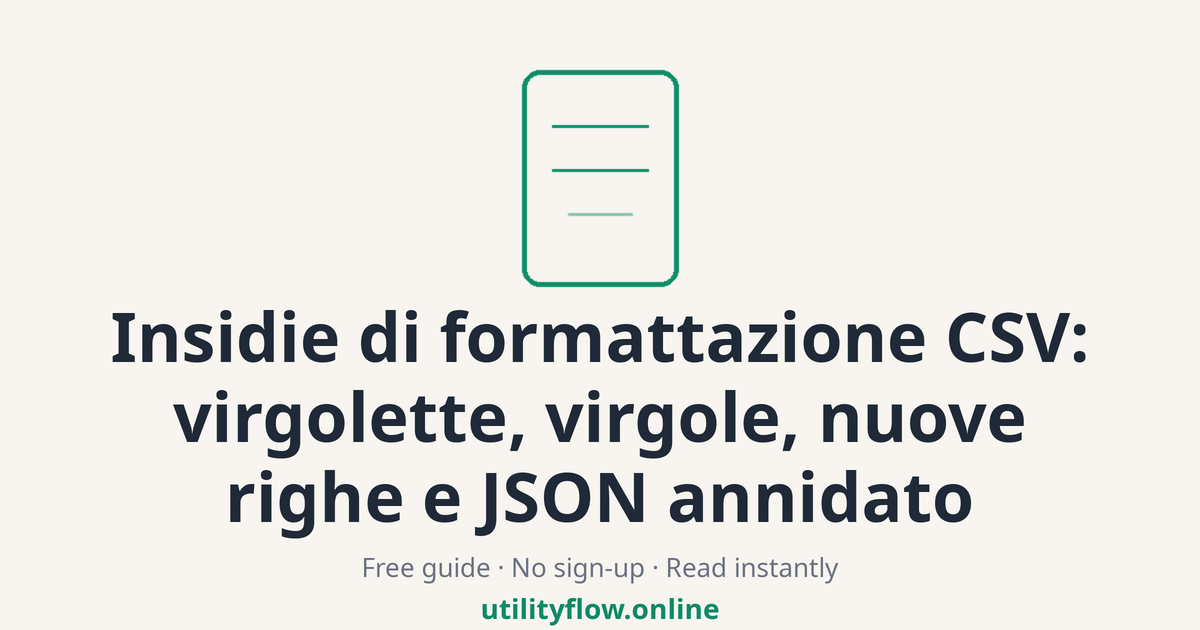 Insidie di formattazione CSV:
virgolette, virgole, nuove
righe e JSON annidato
Free guide · No sign-up · Read instantly
utilityflow.online